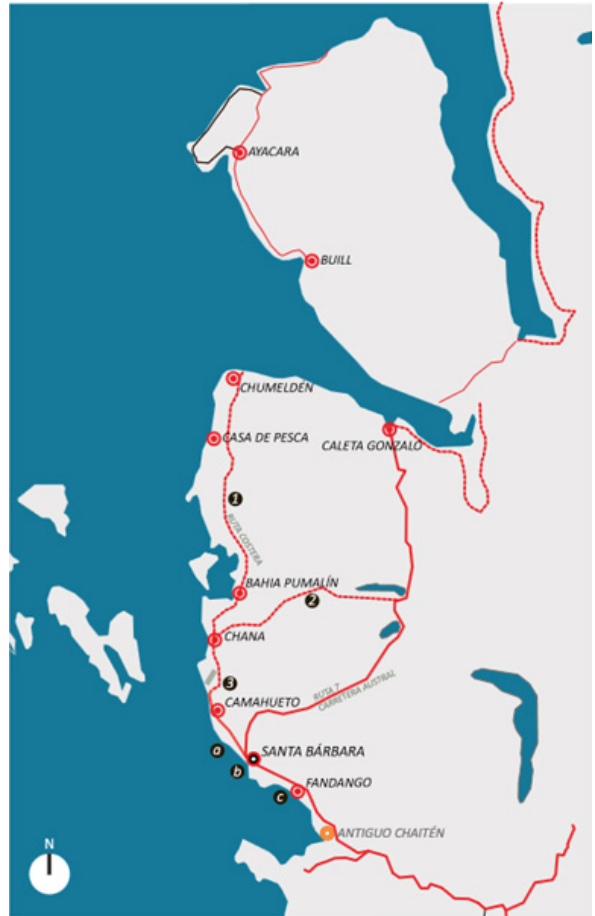 AYACARA
BUILL
CHUMELDEN
CASA DE PESCA
CALETA GONZALO
1
RUTA COSTERA
BAHIA PUMALÍN
2
CHANA
3
CAMAHUETO
RUTA 7
CARRETERA AUSTRAL
a
SANTA BÁRBARA
b
FANDANGO
c
ANTIGUO CHAITÉN
N